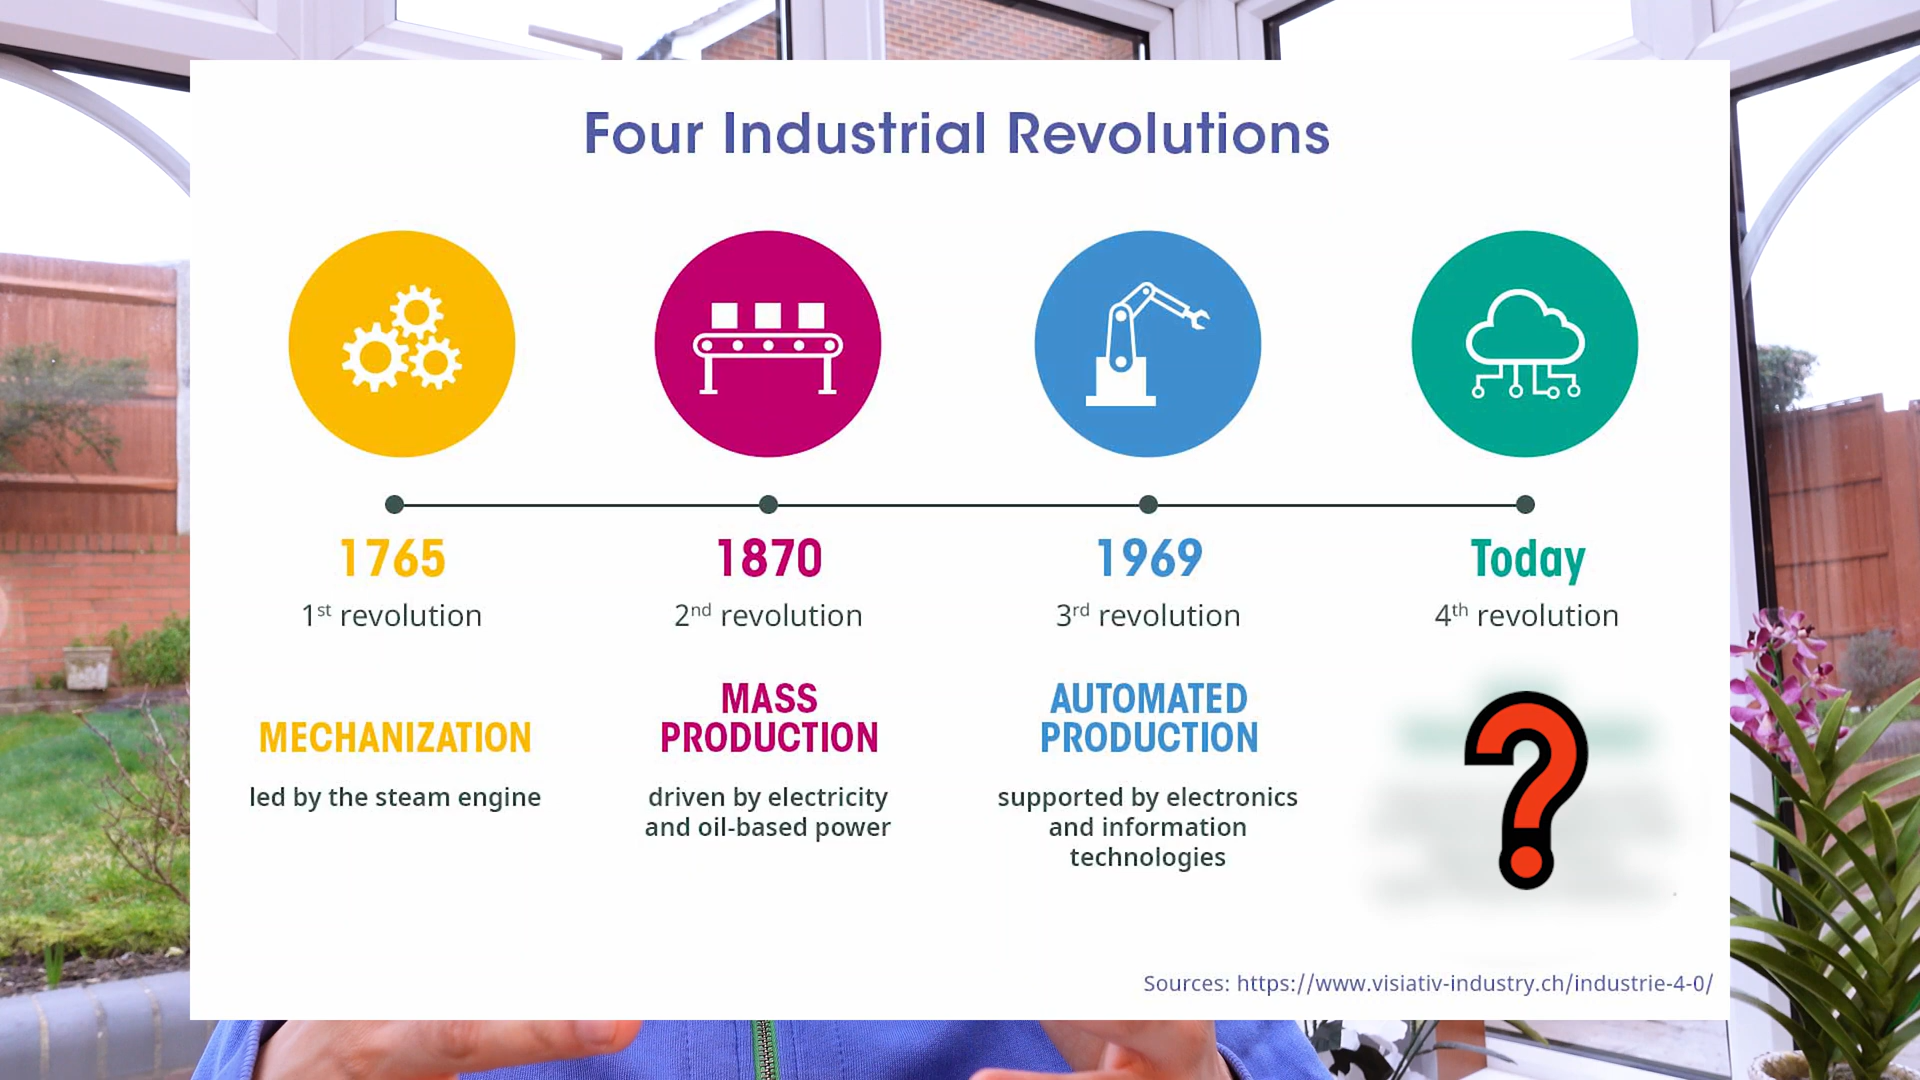 Four Industrial Revolutions
1765
1st revolution
MECHANIZATION
led by the steam engine
1870
2nd revolution
MASS
PRODUCTION
driven by electricity
and oil-based power
1969
3rd revolution
AUTOMATED
PRODUCTION
supported by electronics
and information
technologies
Today
4th revolution
?
Sources: https://www.visiativ-industry.ch/industrie-4-0/